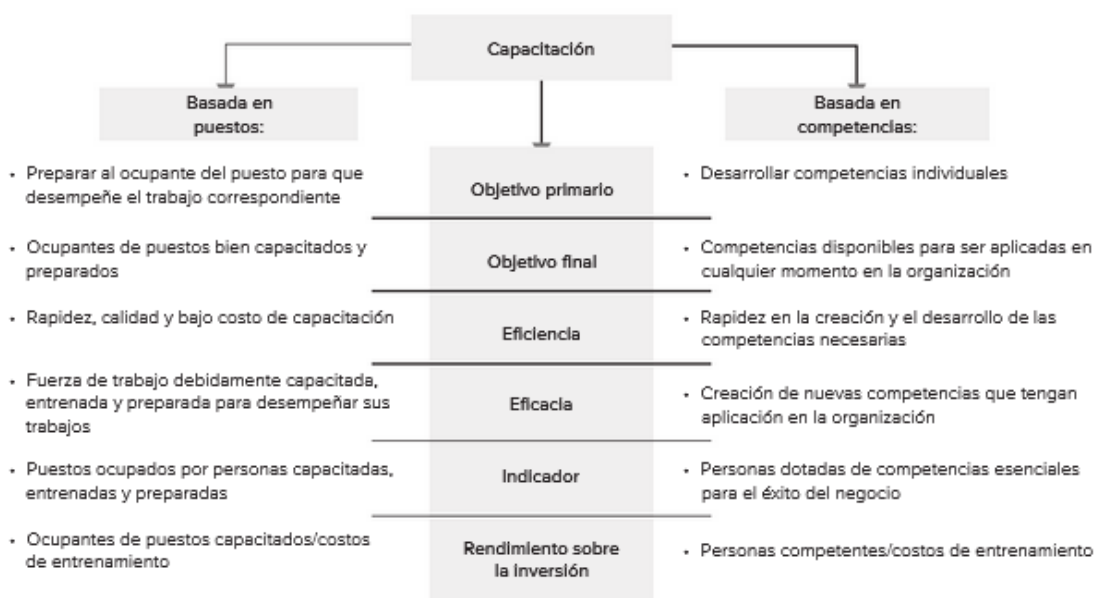 Capacitación
Basada en
puestos:
Basada en
competencias:
• Preparar al ocupante del puesto para que
desempeñe el trabajo correspondiente
Objetivo primario
• Desarrollar competencias individuales
• Ocupantes de puestos bien capacitados y
preparados
Objetivo final
• Competencias disponibles para ser aplicadas en
cualquier momento en la organización
• Rapidez, calidad y bajo costo de capacitación
Eficiencia
• Rapidez en la creación y el desarrollo de las
competencias necesarias
• Fuerza de trabajo debidamente capacitada,
entrenada y preparada para desempeñar sus
trabajos
Eficacia
• Creación de nuevas competencias que tengan
aplicación en la organización
• Puestos ocupados por personas capacitadas,
entrenadas y preparadas
Indicador
• Personas dotadas de competencias esenciales
para el éxito del negocio
• Ocupantes de puestos capacitados/costos
de entrenamiento
Rendimiento sobre
la inversión
• Personas competentes/costos de entrenamiento